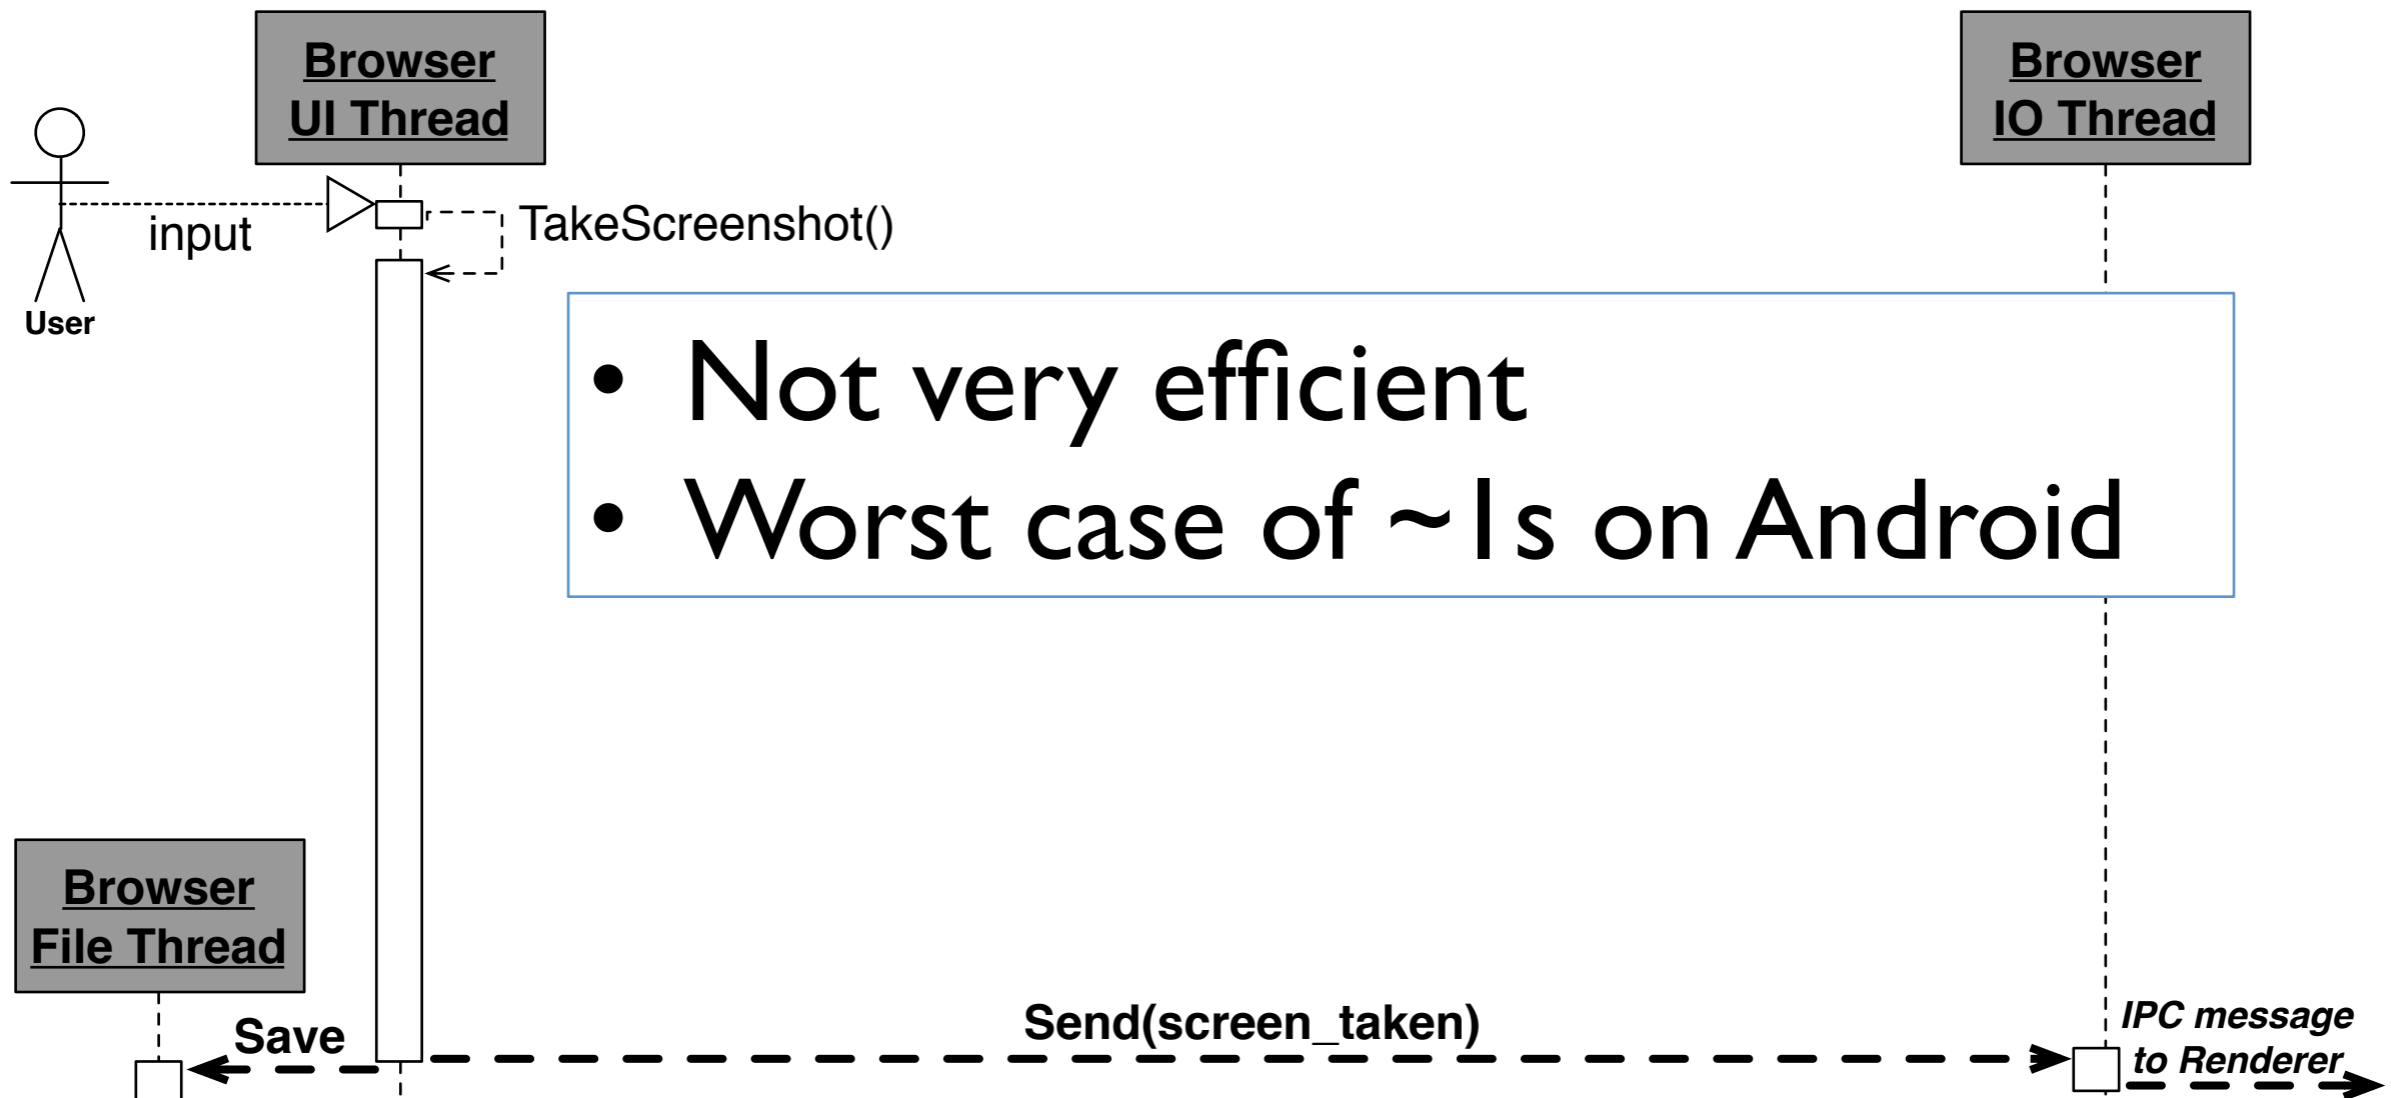 Browser
UI Thread
Browser
IO Thread
input
TakeScreenshot()
User
• Not very efficient
• Worst case of ~1s on Android
Browser
File Thread
Save
Send(screen_taken)
IPC message
to Renderer